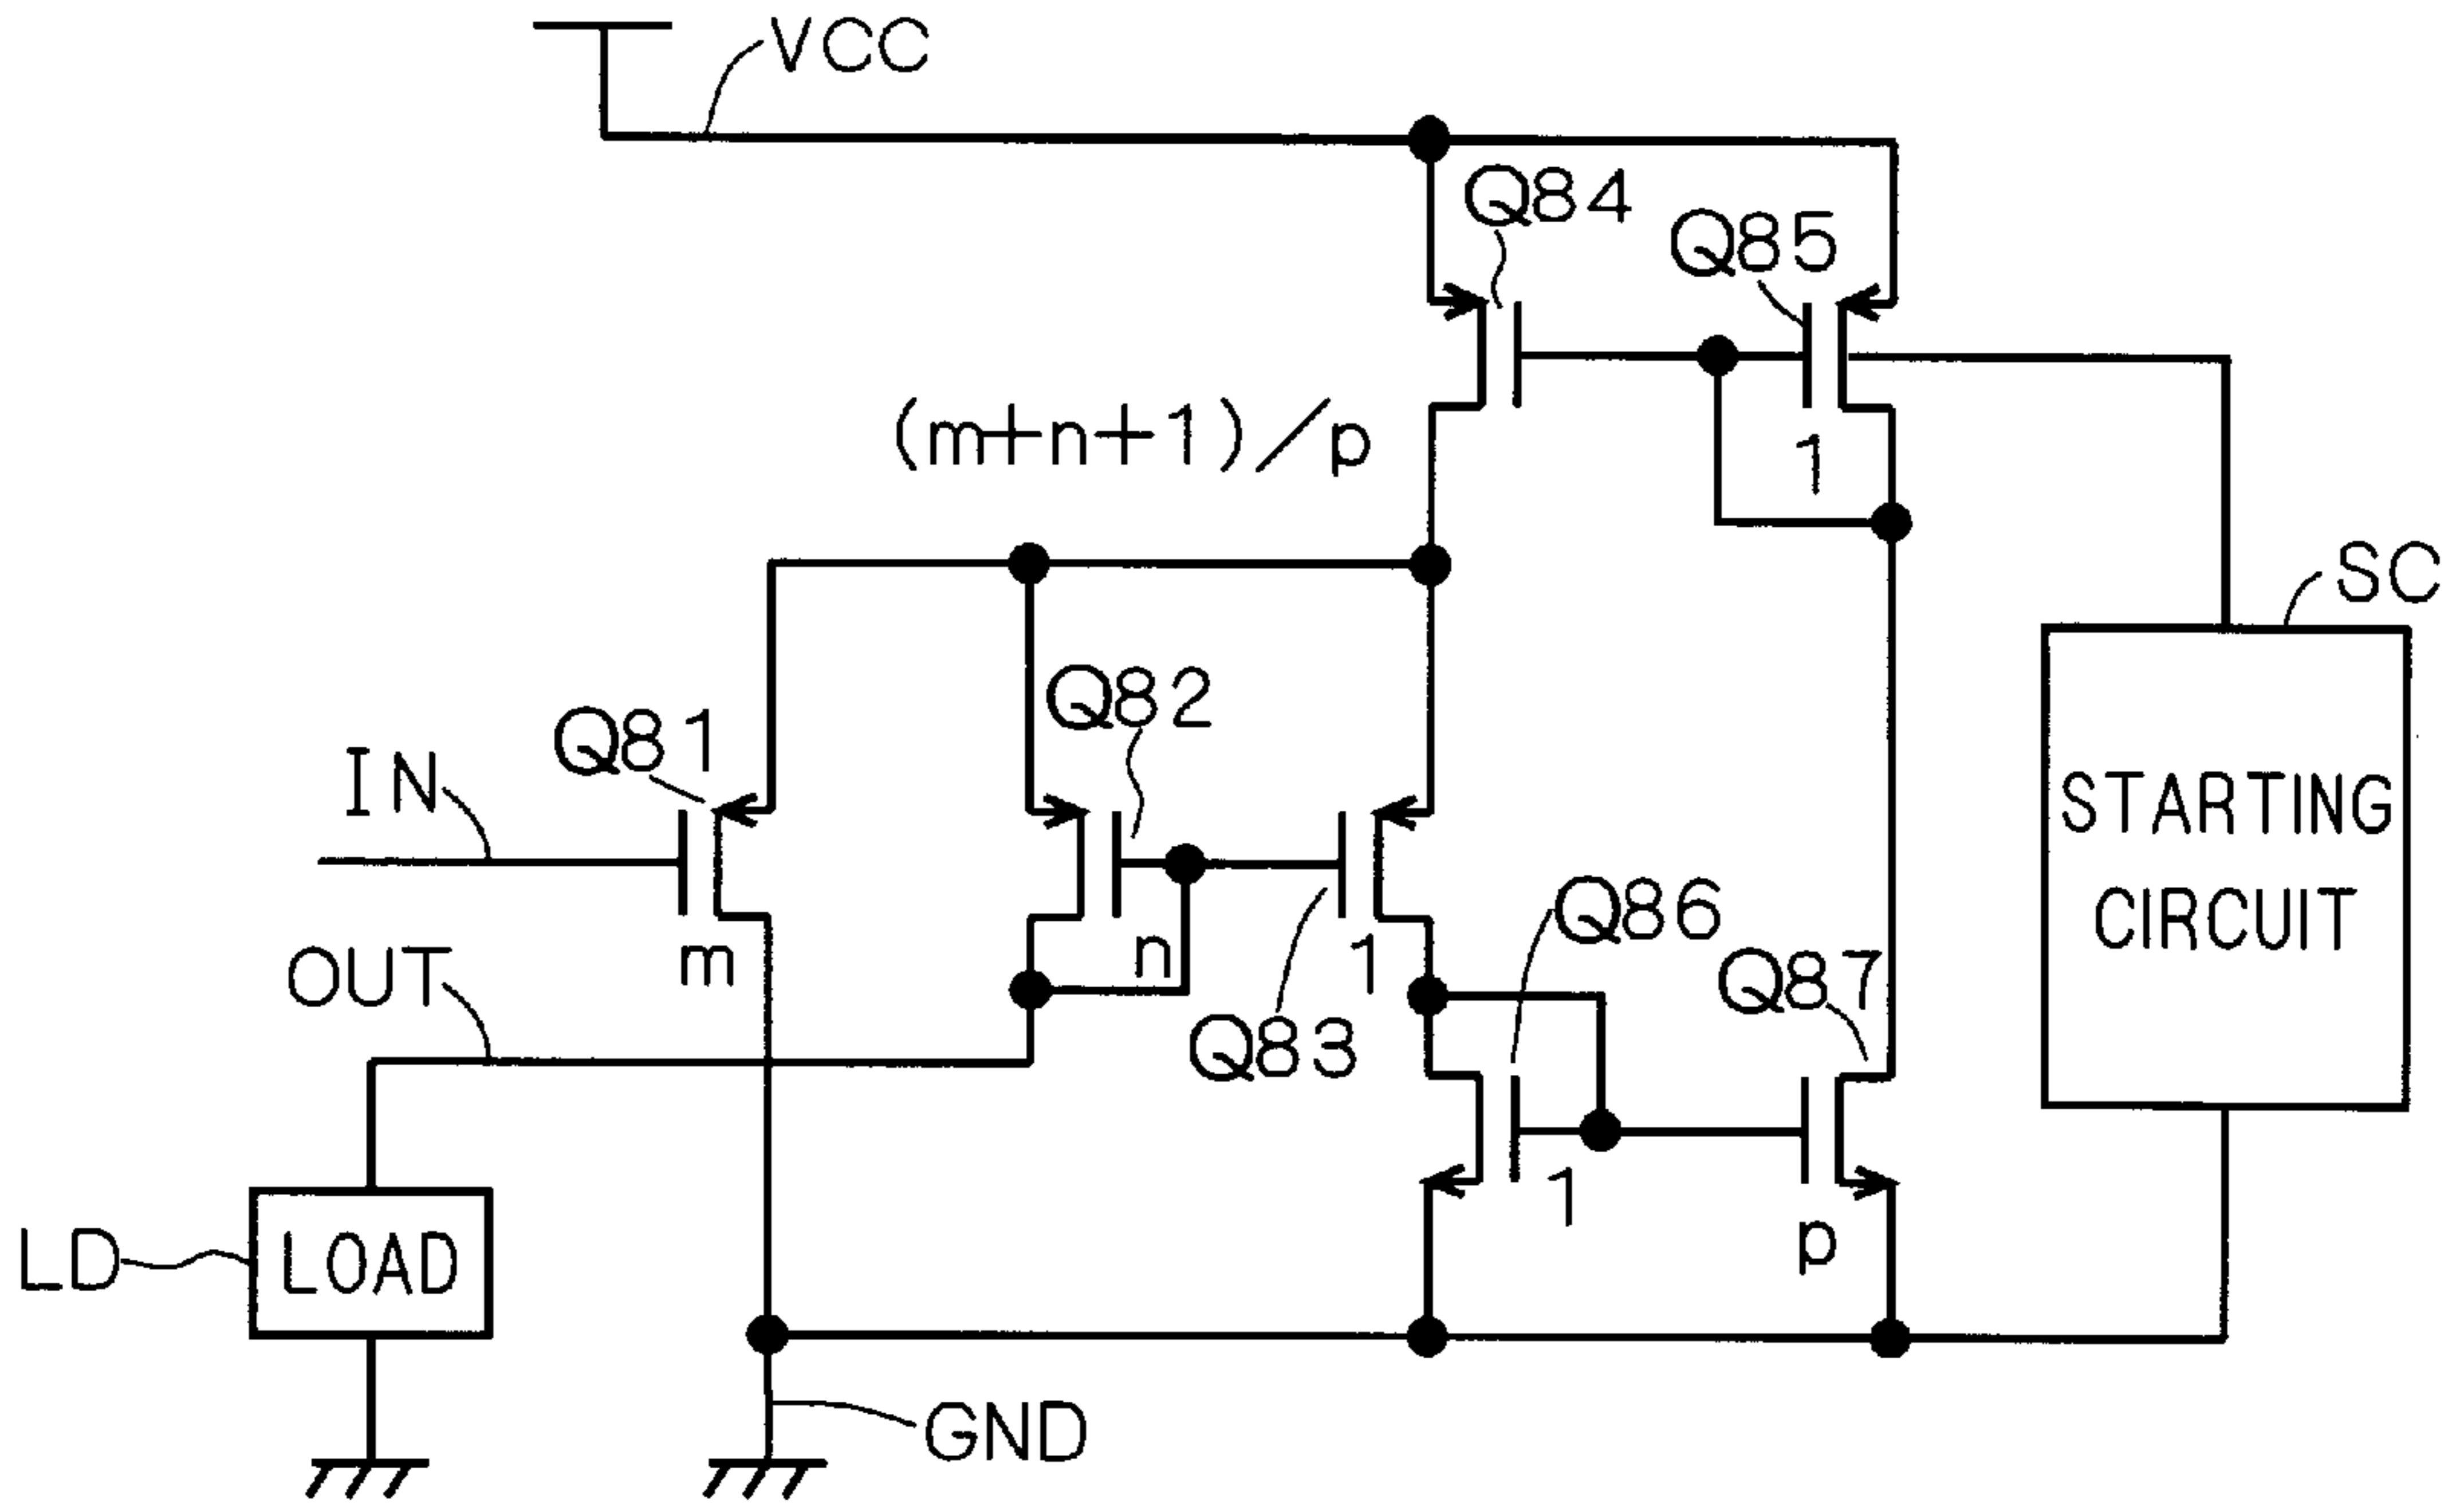 VCC
Q84
Q85
(m+n+1)/p
1
SC
Q82
Q81
IN
STARTING
CIRCUIT
Q86
n
1
m
Q87
OUT
Q83
1
p
LD
LOAD
GND